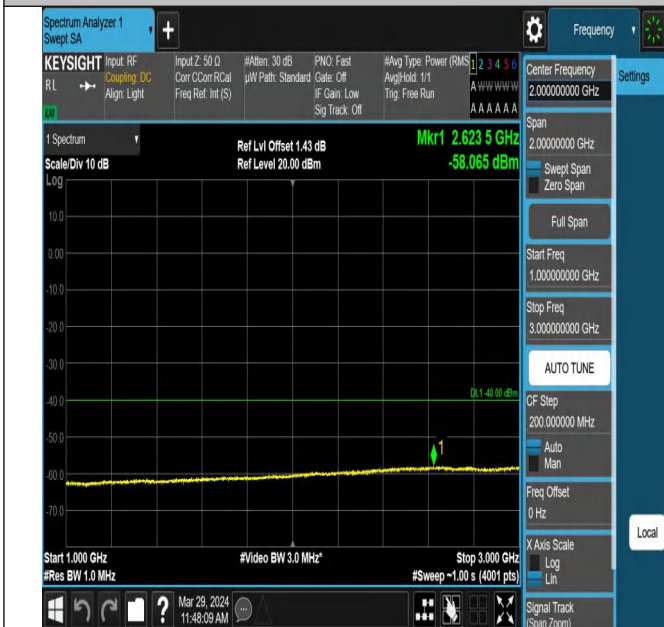 Spectrum Analyzer 1
Swept SA
Frequency
KEYSIGHT
RL
LXI
Input: RF
Coupling: DC
Align: Light
Input Z: 50 Ω
Corr CCorr RCal
Freq Ref: Int (S)
#Atten: 30 dB
µW Path: Standard
PNO: Fast
Gate: Off
IF Gain: Low
Sig Track: Off
#Avg Type: Power (RMS
Avg|Hold: 1/1
Trig: Free Run
1 2 3 4 5 6
A W W W W W
A A A A A A
Center Frequency
2.000000000 GHz
Settings
Span
2.00000000 GHz
Swept Span
Zero Span
Full Span
Start Freq
1.000000000 GHz
Stop Freq
3.000000000 GHz
AUTO TUNE
CF Step
200.000000 MHz
Auto
Man
Freq Offset
0 Hz
X Axis Scale
Log
Lin
Local
Signal Track
(Span Zoom)
1 Spectrum
Scale/Div 10 dB
Ref Lvl Offset 1.43 dB
Ref Level 20.00 dBm
Mkr1 2.623 5 GHz
-58.065 dBm
Log
10.0
0.00
-10.0
-20.0
-30.0
DL1 -40.00 dBm
-40.0
-50.0
1
-60.0
-70.0
Start 1.000 GHz
#Res BW 1.0 MHz
#Video BW 3.0 MHz*
Stop 3.000 GHz
#Sweep ~1.00 s (4001 pts)
?
Mar 29, 2024
11:48:09 AM